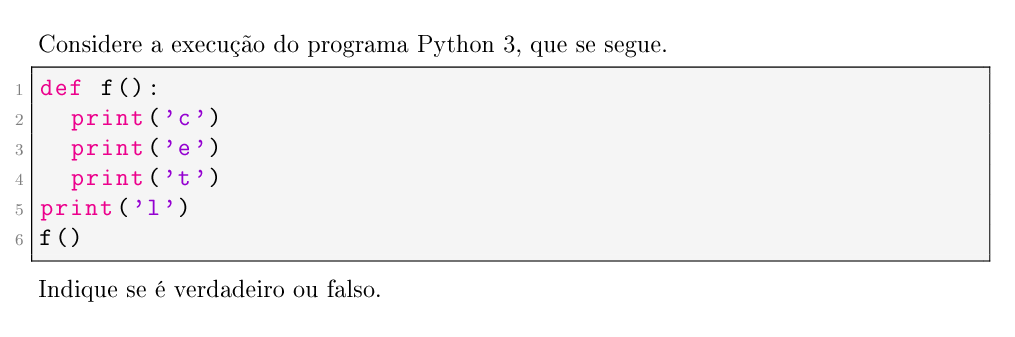 Considere a execução do programa Python 3, que se segue.
1 def f():
2   print('c')
3   print('e')
4   print('t')
5 print('l')
6 f()
Indique se é verdadeiro ou falso.